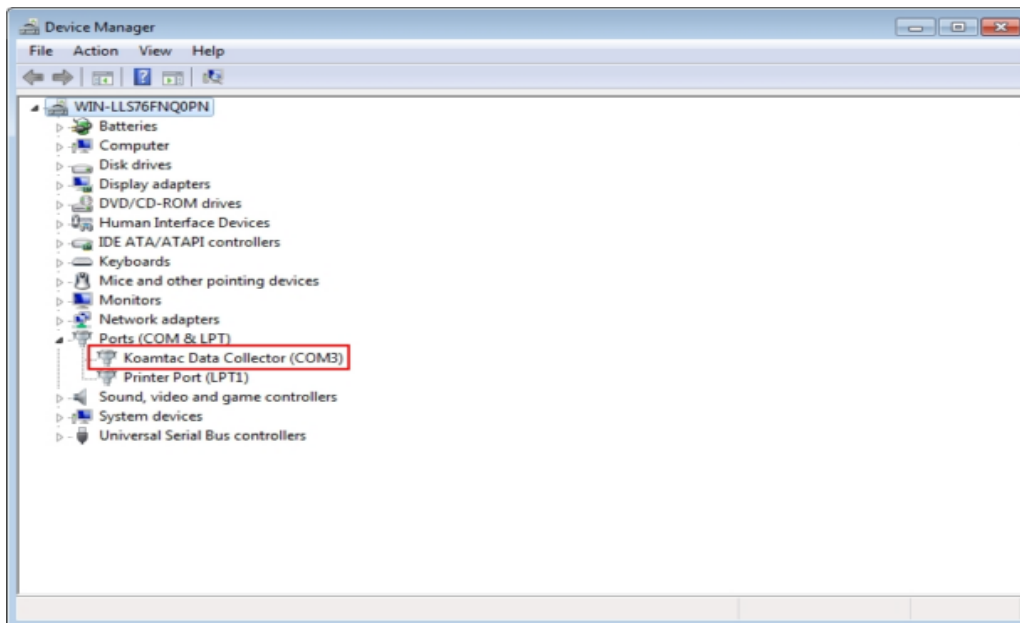 Device Manager
File Action View Help
WIN-LLS76FNQ0PN
Batteries
Computer
Disk drives
Display adapters
DVD/CD-ROM drives
Human Interface Devices
IDE ATA/ATAPI controllers
Keyboards
Mice and other pointing devices
Monitors
Network adapters
Ports (COM & LPT)
Koamtac Data Collector (COM3)
Printer Port (LPT1)
Sound, video and game controllers
System devices
Universal Serial Bus controllers